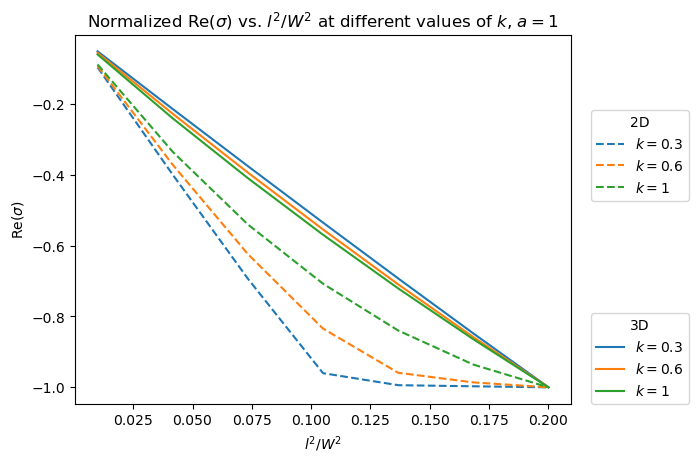 Normalized Re(σ) vs. l²/W² at different values of k, a = 1
Re(σ)
−0.2
−0.4
−0.6
−0.8
−1.0
0.025
0.050
0.075
0.100
0.125
0.150
0.175
0.200
l²/W²
2D
k = 0.3
k = 0.6
k = 1
3D
k = 0.3
k = 0.6
k = 1